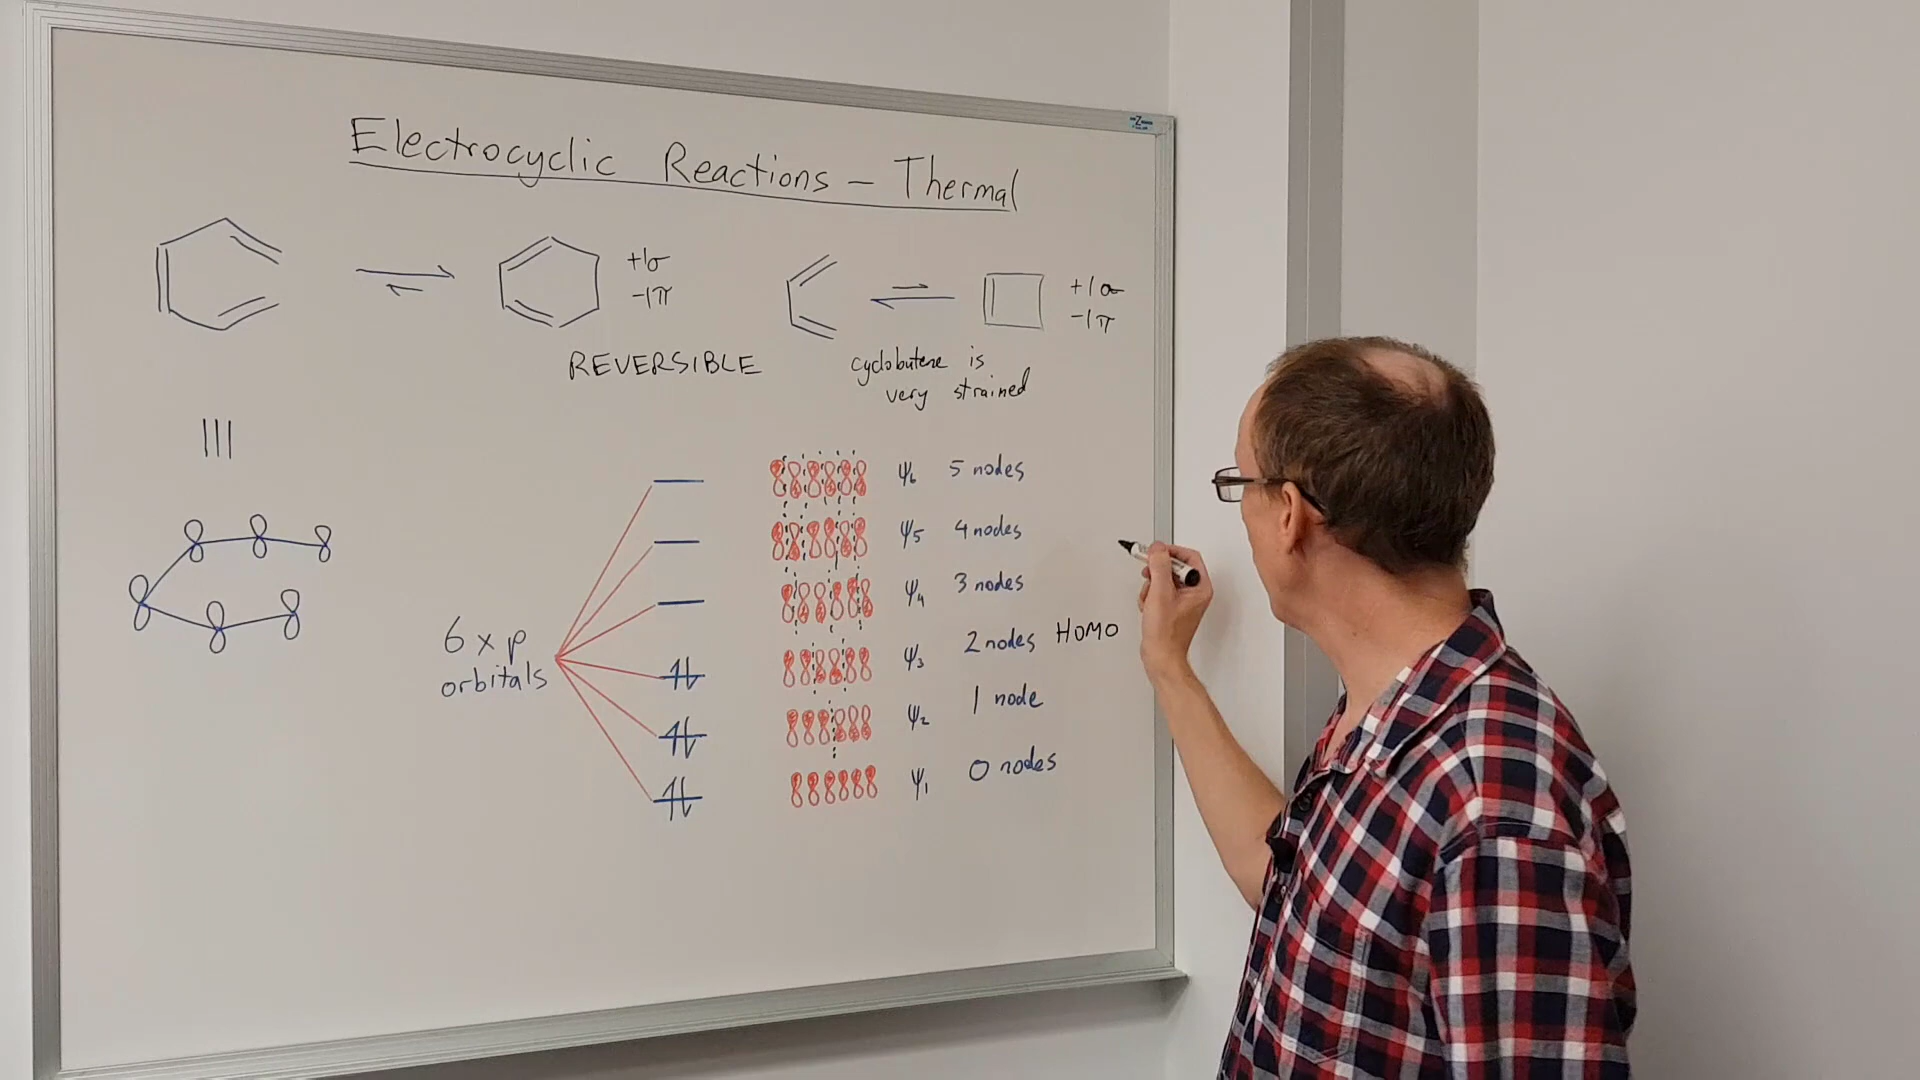 Electrocyclic Reactions – Thermal
+1σ
-1π
+1σ
-1π
REVERSIBLE
cyclobutene is
very strained
ψ₆ 5 nodes
ψ₅ 4 nodes
ψ₄ 3 nodes
6 x p
orbitals
ψ₃ 2 nodes HOMO
ψ₂ 1 node
ψ₁ 0 nodes